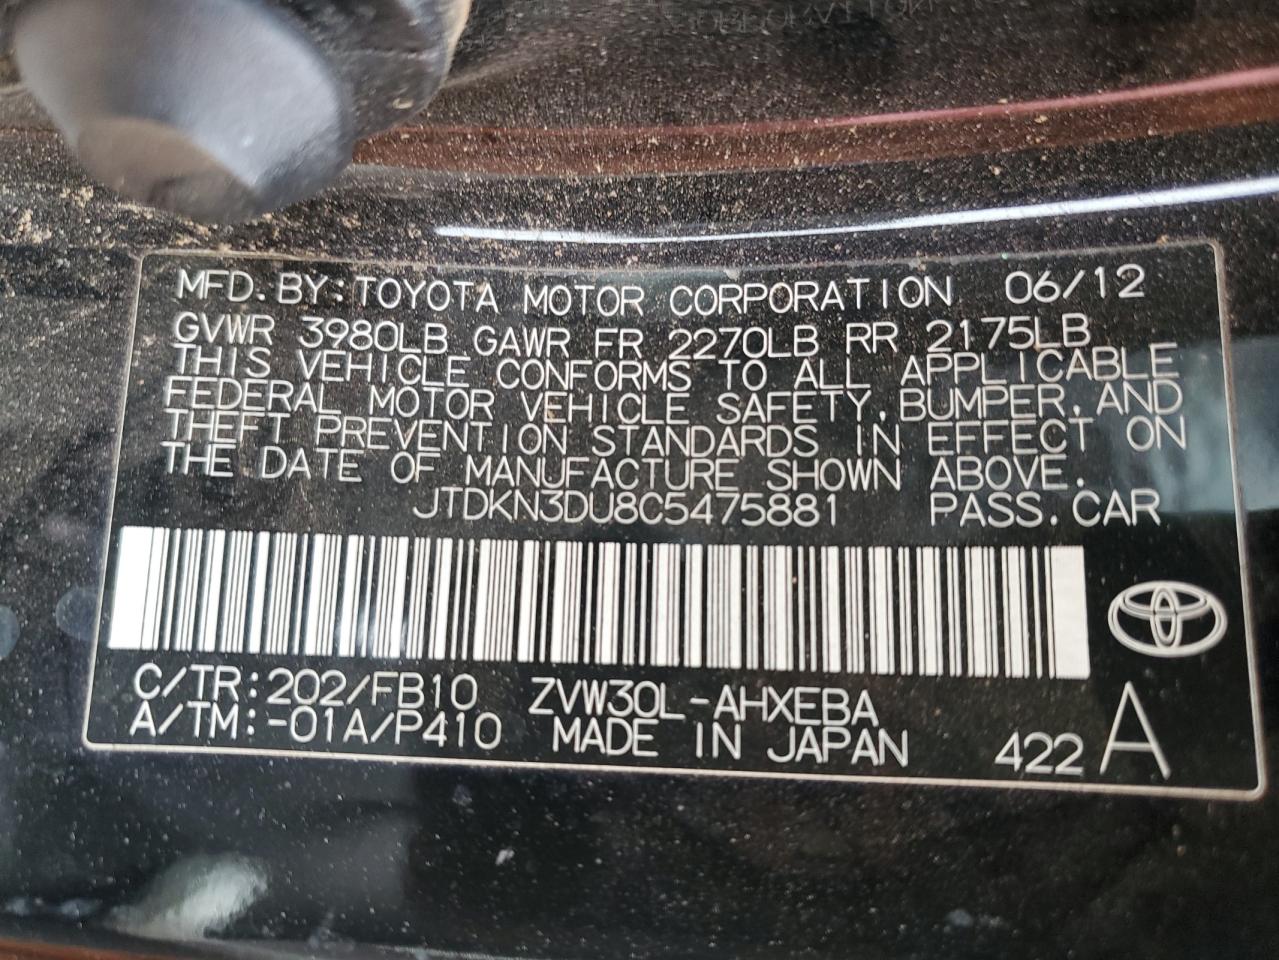 MFD. BY: TOYOTA MOTOR CORPORATION 06/12
GVWR 3980LB GAWR FR 2270LB RR 2175LB
THIS VEHICLE CONFORMS TO ALL APPLICABLE
FEDERAL MOTOR VEHICLE SAFETY, BUMPER, AND
THEFT PREVENTION STANDARDS IN EFFECT ON
THE DATE OF MANUFACTURE SHOWN ABOVE.
JTDKN3DU8C5475881 PASS. CAR
C/TR: 202/FB10 ZVW30L-AHXEBA
A/TM: -01A/P410 MADE IN JAPAN 422 A